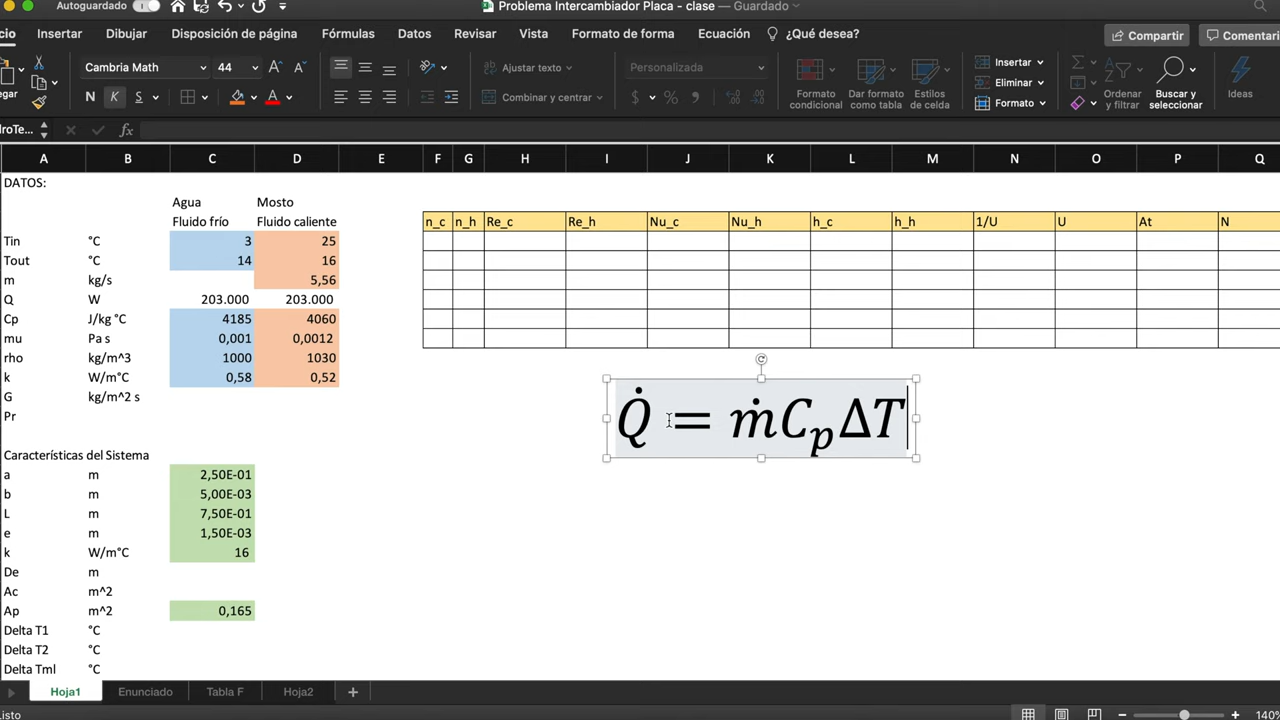 Autoguardado
Problema Intercambiador Placa - clase — Guardado
cio Insertar Dibujar Disposición de página Fórmulas Datos Revisar Vista Formato de forma Ecuación ¿Qué desea? Compartir Comentari
egar
Cambria Math 44
N K S
Ajustar texto
Combinar y centrar
Personalizada
$ %
Formato condicional
Dar formato como tabla
Estilos de celda
Insertar
Eliminar
Formato
Ordenar y filtrar
Buscar y seleccionar
Ideas
droTe... fx
A B C D E F G H I J K L M N O P Q
DATOS:
Agua Mosto
Fluido frío Fluido caliente n_c n_h Re_c Re_h Nu_c Nu_h h_c h_h 1/U U At N
Tin °C 3 25
Tout °C 14 16
m kg/s 5,56
Q W 203.000 203.000
Cp J/kg °C 4185 4060
mu Pa s 0,001 0,0012
rho kg/m^3 1000 1030
k W/m°C 0,58 0,52
G kg/m^2 s
Pr
Q̇ = ṁCpΔT
Características del Sistema
a m 2,50E-01
b m 5,00E-03
L m 7,50E-01
e m 1,50E-03
k W/m°C 16
De m
Ac m^2
Ap m^2 0,165
Delta T1 °C
Delta T2 °C
Delta Tml °C
Hoja1 Enunciado Tabla F Hoja2
Listo 140%